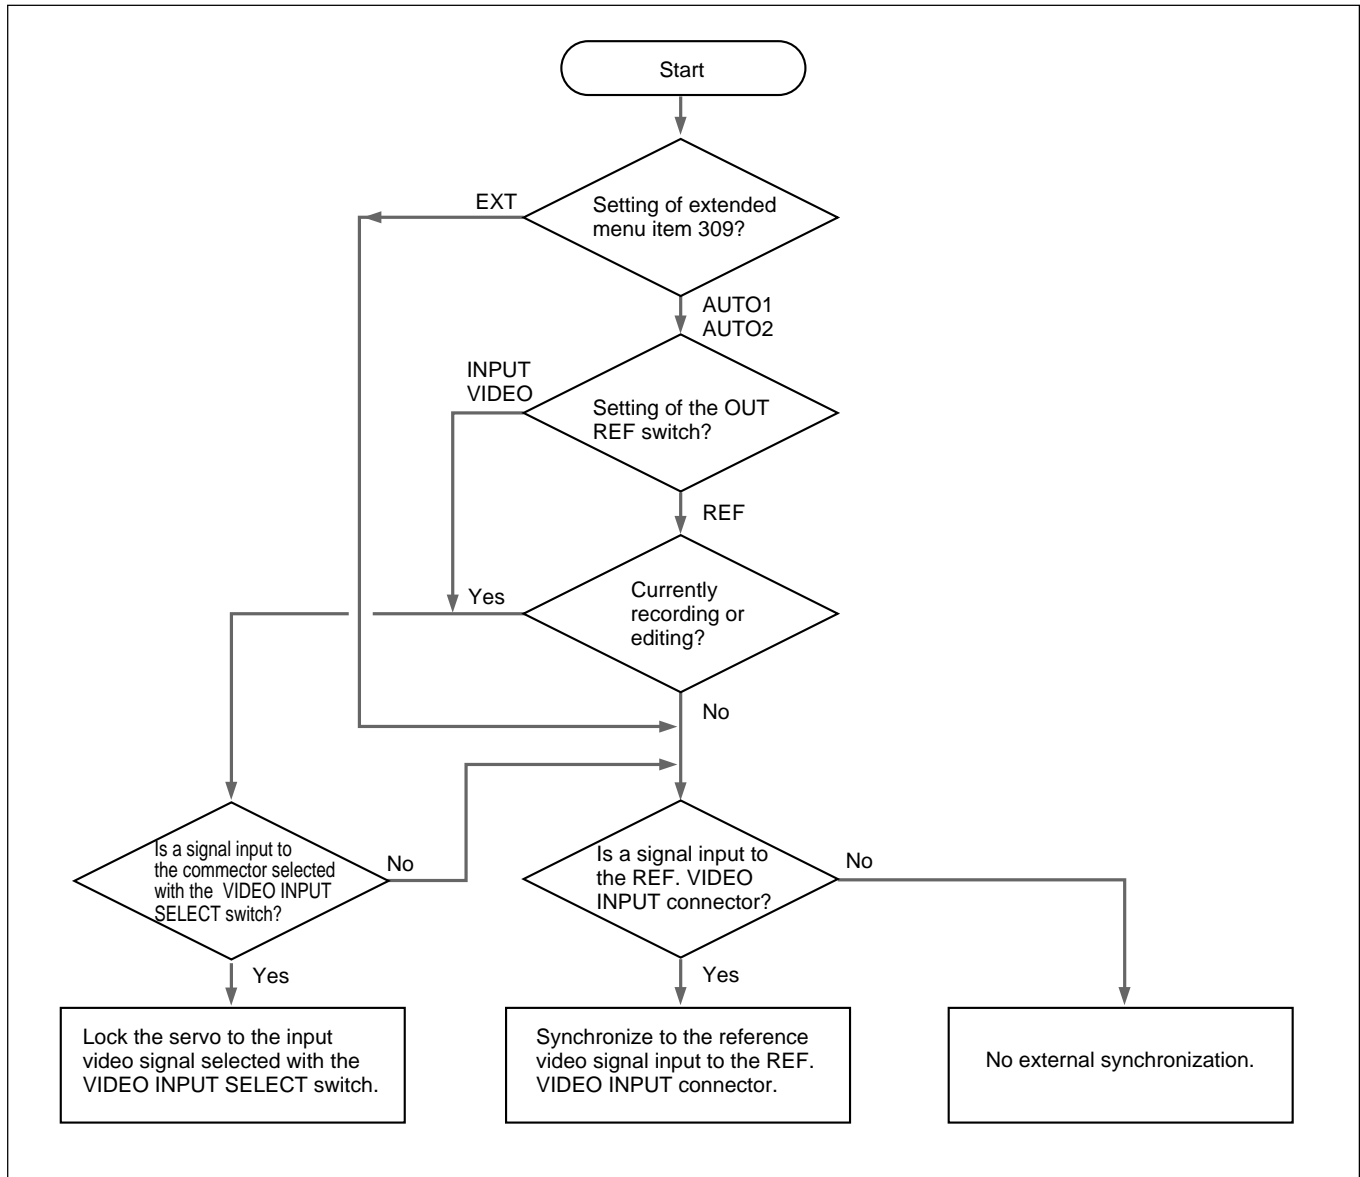 Start
EXT
Setting of extended
menu item 309?
AUTO1
AUTO2
INPUT
VIDEO
Setting of the OUT
REF switch?
REF
Yes
Currently
recording or
editing?
No
Is a signal input to
the commector selected
with the VIDEO INPUT
SELECT switch?
No
Is a signal input to
the REF. VIDEO
INPUT connector?
No
Yes
Yes
Lock the servo to the input
video signal selected with the
VIDEO INPUT SELECT switch.
Synchronize to the reference
video signal input to the REF.
VIDEO INPUT connector.
No external synchronization.